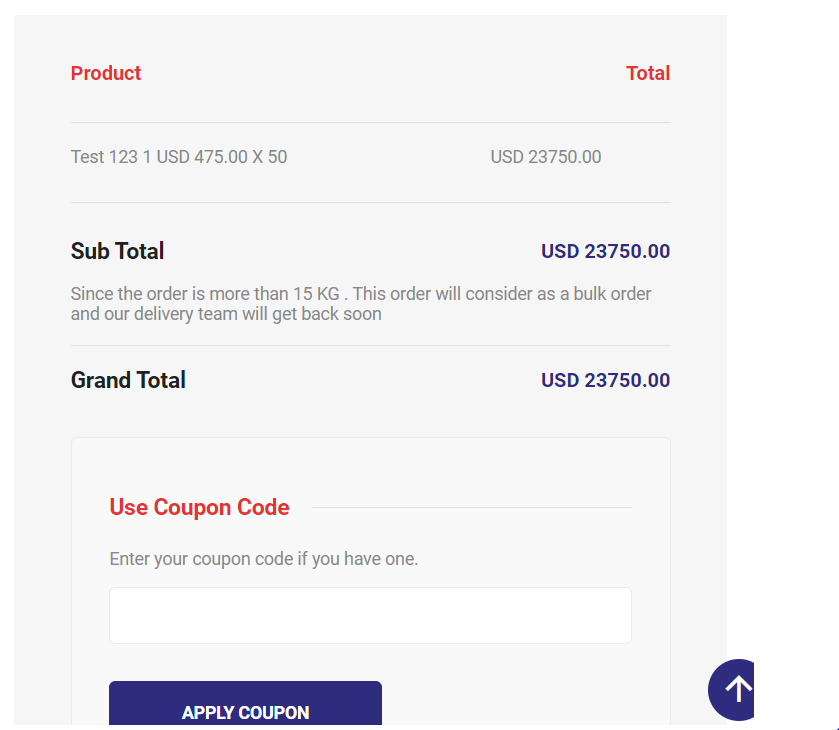 Product Total
Test 123 1 USD 475.00 X 50 USD 23750.00
Sub Total USD 23750.00
Since the order is more than 15 KG . This order will consider as a bulk order
and our delivery team will get back soon
Grand Total USD 23750.00
Use Coupon Code
Enter your coupon code if you have one.
APPLY COUPON